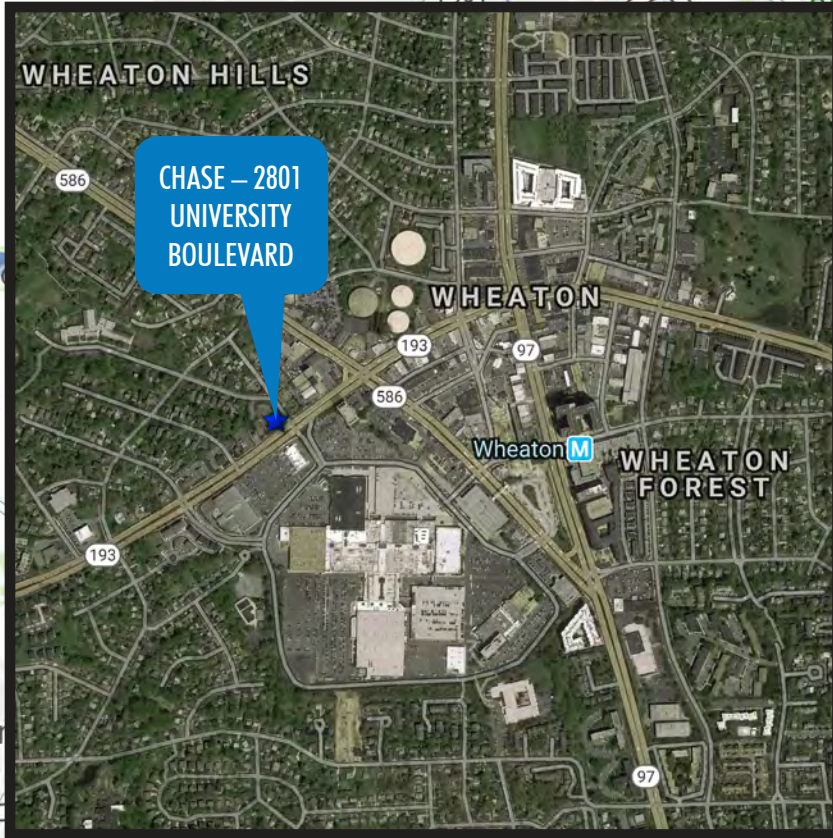 WHEATON HILLS
586
CHASE – 2801
UNIVERSITY
BOULEVARD
WHEATON
193
97
586
Wheaton M
WHEATON
FOREST
193
97